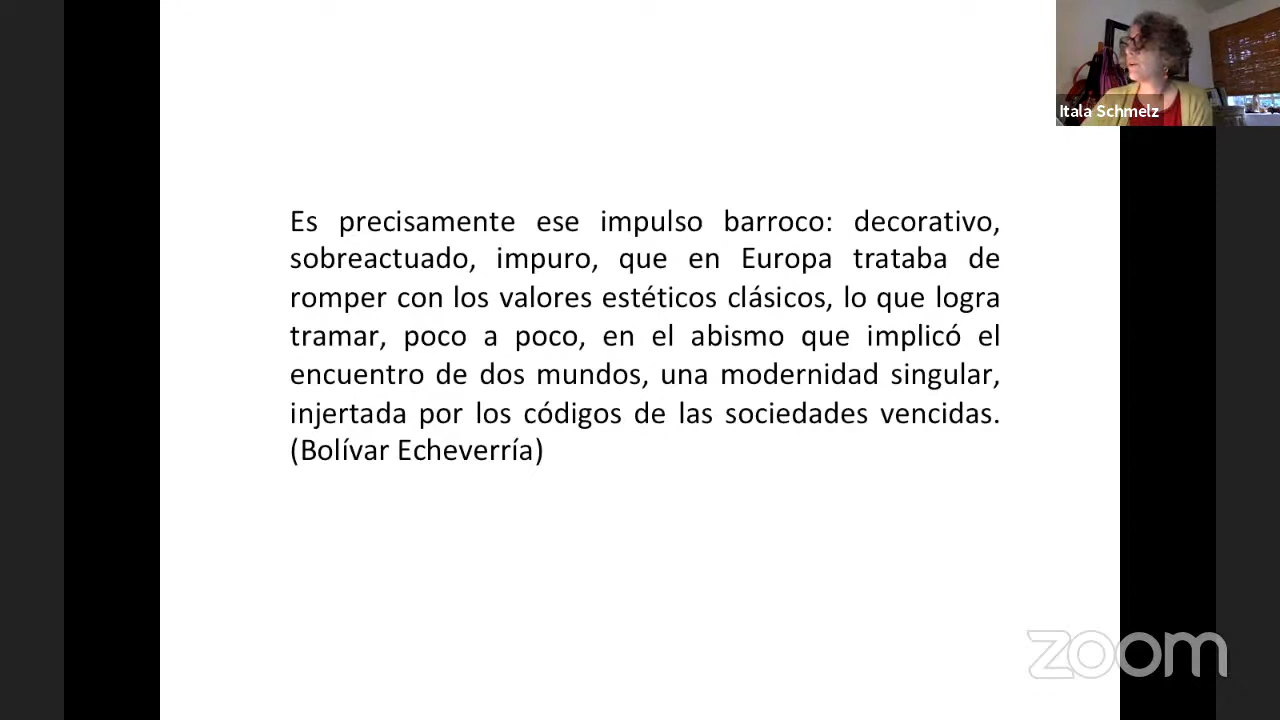 Itala Schmelz
Es precisamente ese impulso barroco: decorativo,
sobreactuado, impuro, que en Europa trataba de
romper con los valores estéticos clásicos, lo que logra
tramar, poco a poco, en el abismo que implicó el
encuentro de dos mundos, una modernidad singular,
injertada por los códigos de las sociedades vencidas.
(Bolívar Echeverría)
zoom